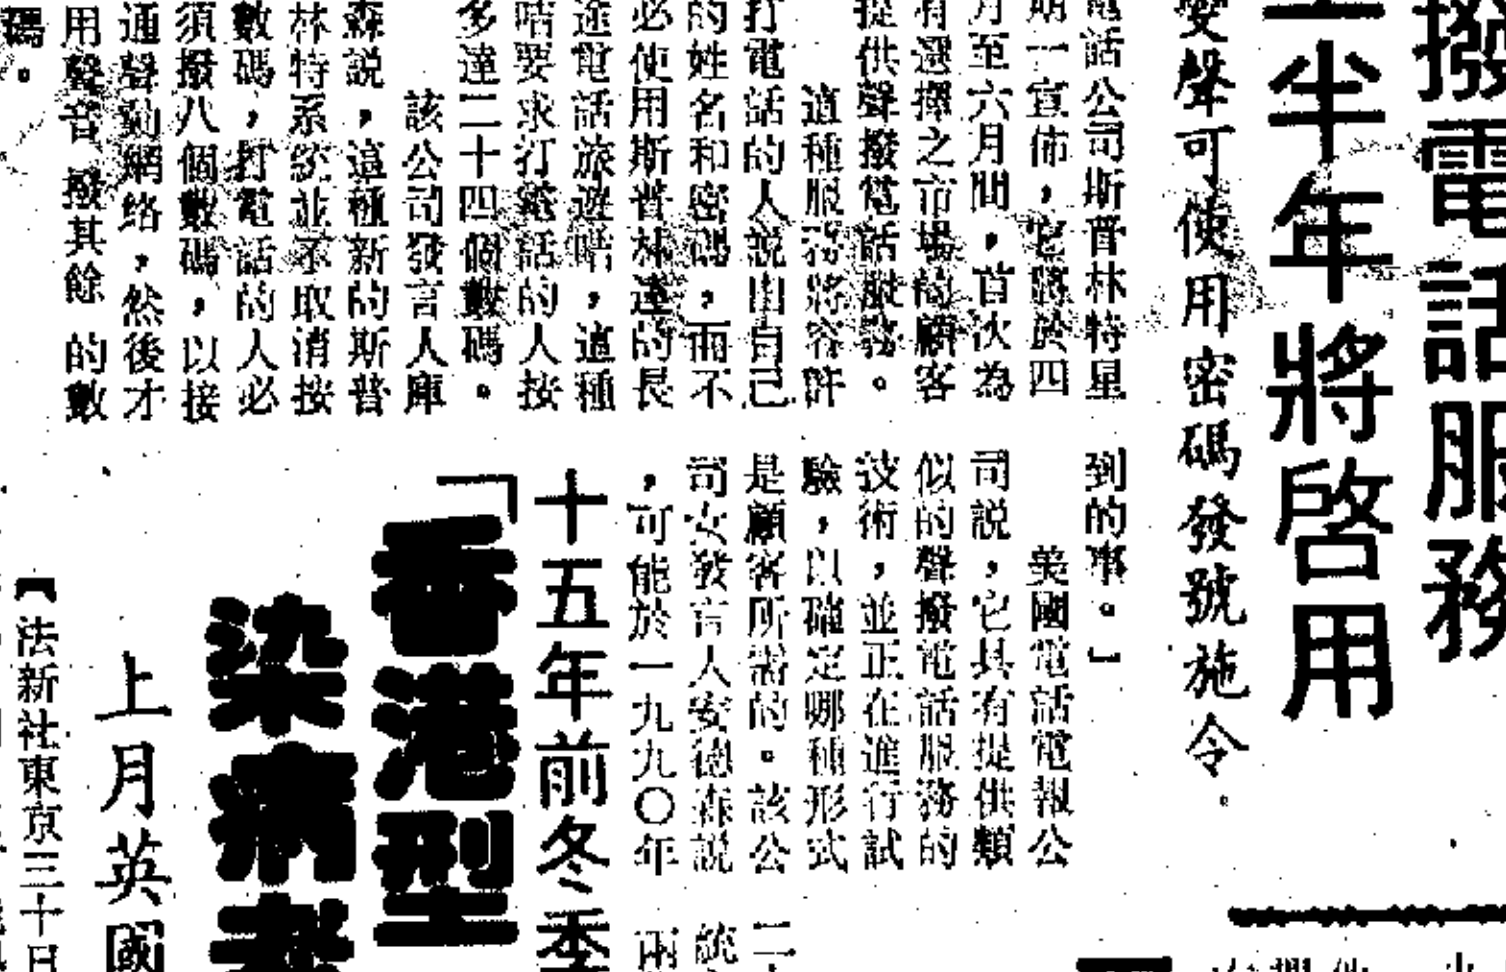 撥電話服務
半年將啓用
變聲可使用密碼發號施令。
電話公司斯普林特星
期一宣佈，它將於四
月至六月間，首次為
有選擇之市場的顧客
提供聲撥電話服務。
這種服務將容許
打電話的人説出自己
的姓名和密碼，而不
必使用斯普林達的長
途電話旅遊咭，這種
咭要求打電話的人按
多達二十四個數碼。
該公司發言人庫
森説，這種新的斯普
林特系統並不取消按
數碼，打電話的人必
須撥八個數碼，以接
通聲動網絡，然後才
用聲音撥其餘的數
碼。
到的事。」
美國電話電報公
司説，它具有提供類
似的聲撥電話服務的
技術，並正在進行試
驗，以確定哪種形式
是顧客所需的。該公
司女發言人安德森説
，可能於一九九〇年
十五年前冬季
「香港型
染病者
上月英國
【法新社東京三十日